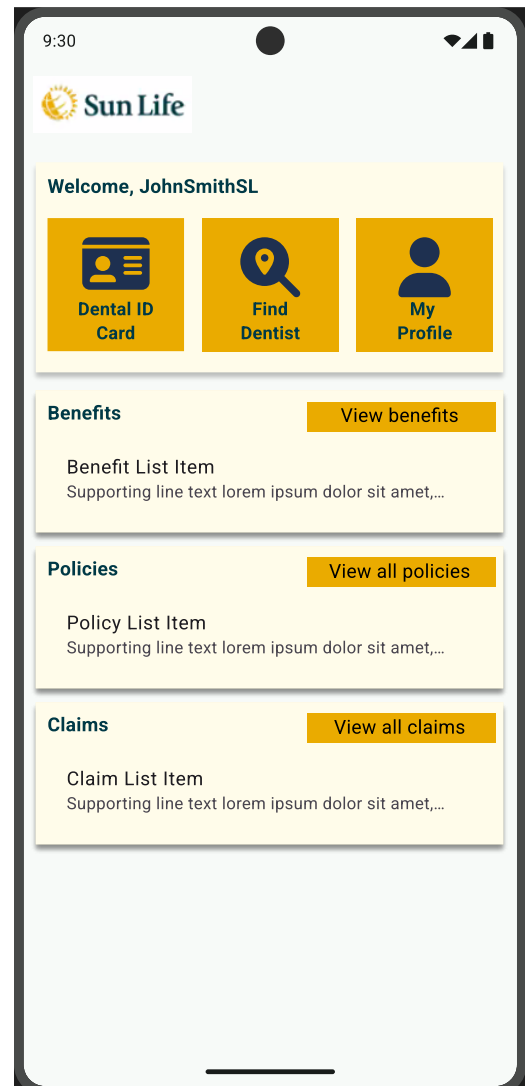 9:30
Sun Life
Welcome, JohnSmithSL
Dental ID
Card
Find
Dentist
My
Profile
Benefits
View benefits
Benefit List Item
Supporting line text lorem ipsum dolor sit amet,…
Policies
View all policies
Policy List Item
Supporting line text lorem ipsum dolor sit amet,…
Claims
View all claims
Claim List Item
Supporting line text lorem ipsum dolor sit amet,…